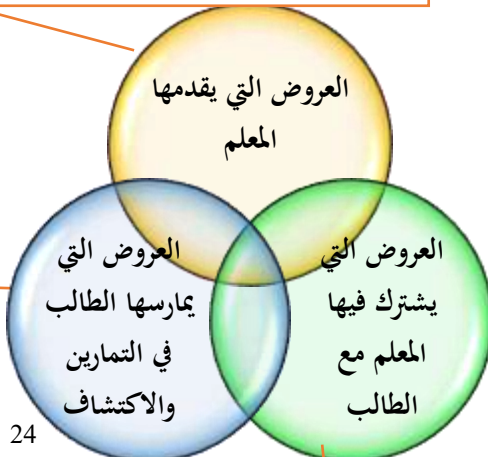 العروض التي يقدمها
المعلم
العروض التي
يشترك فيها
المعلم مع
الطالب
العروض التي
يمارسها الطالب
في التمارين
والاكتشاف
24